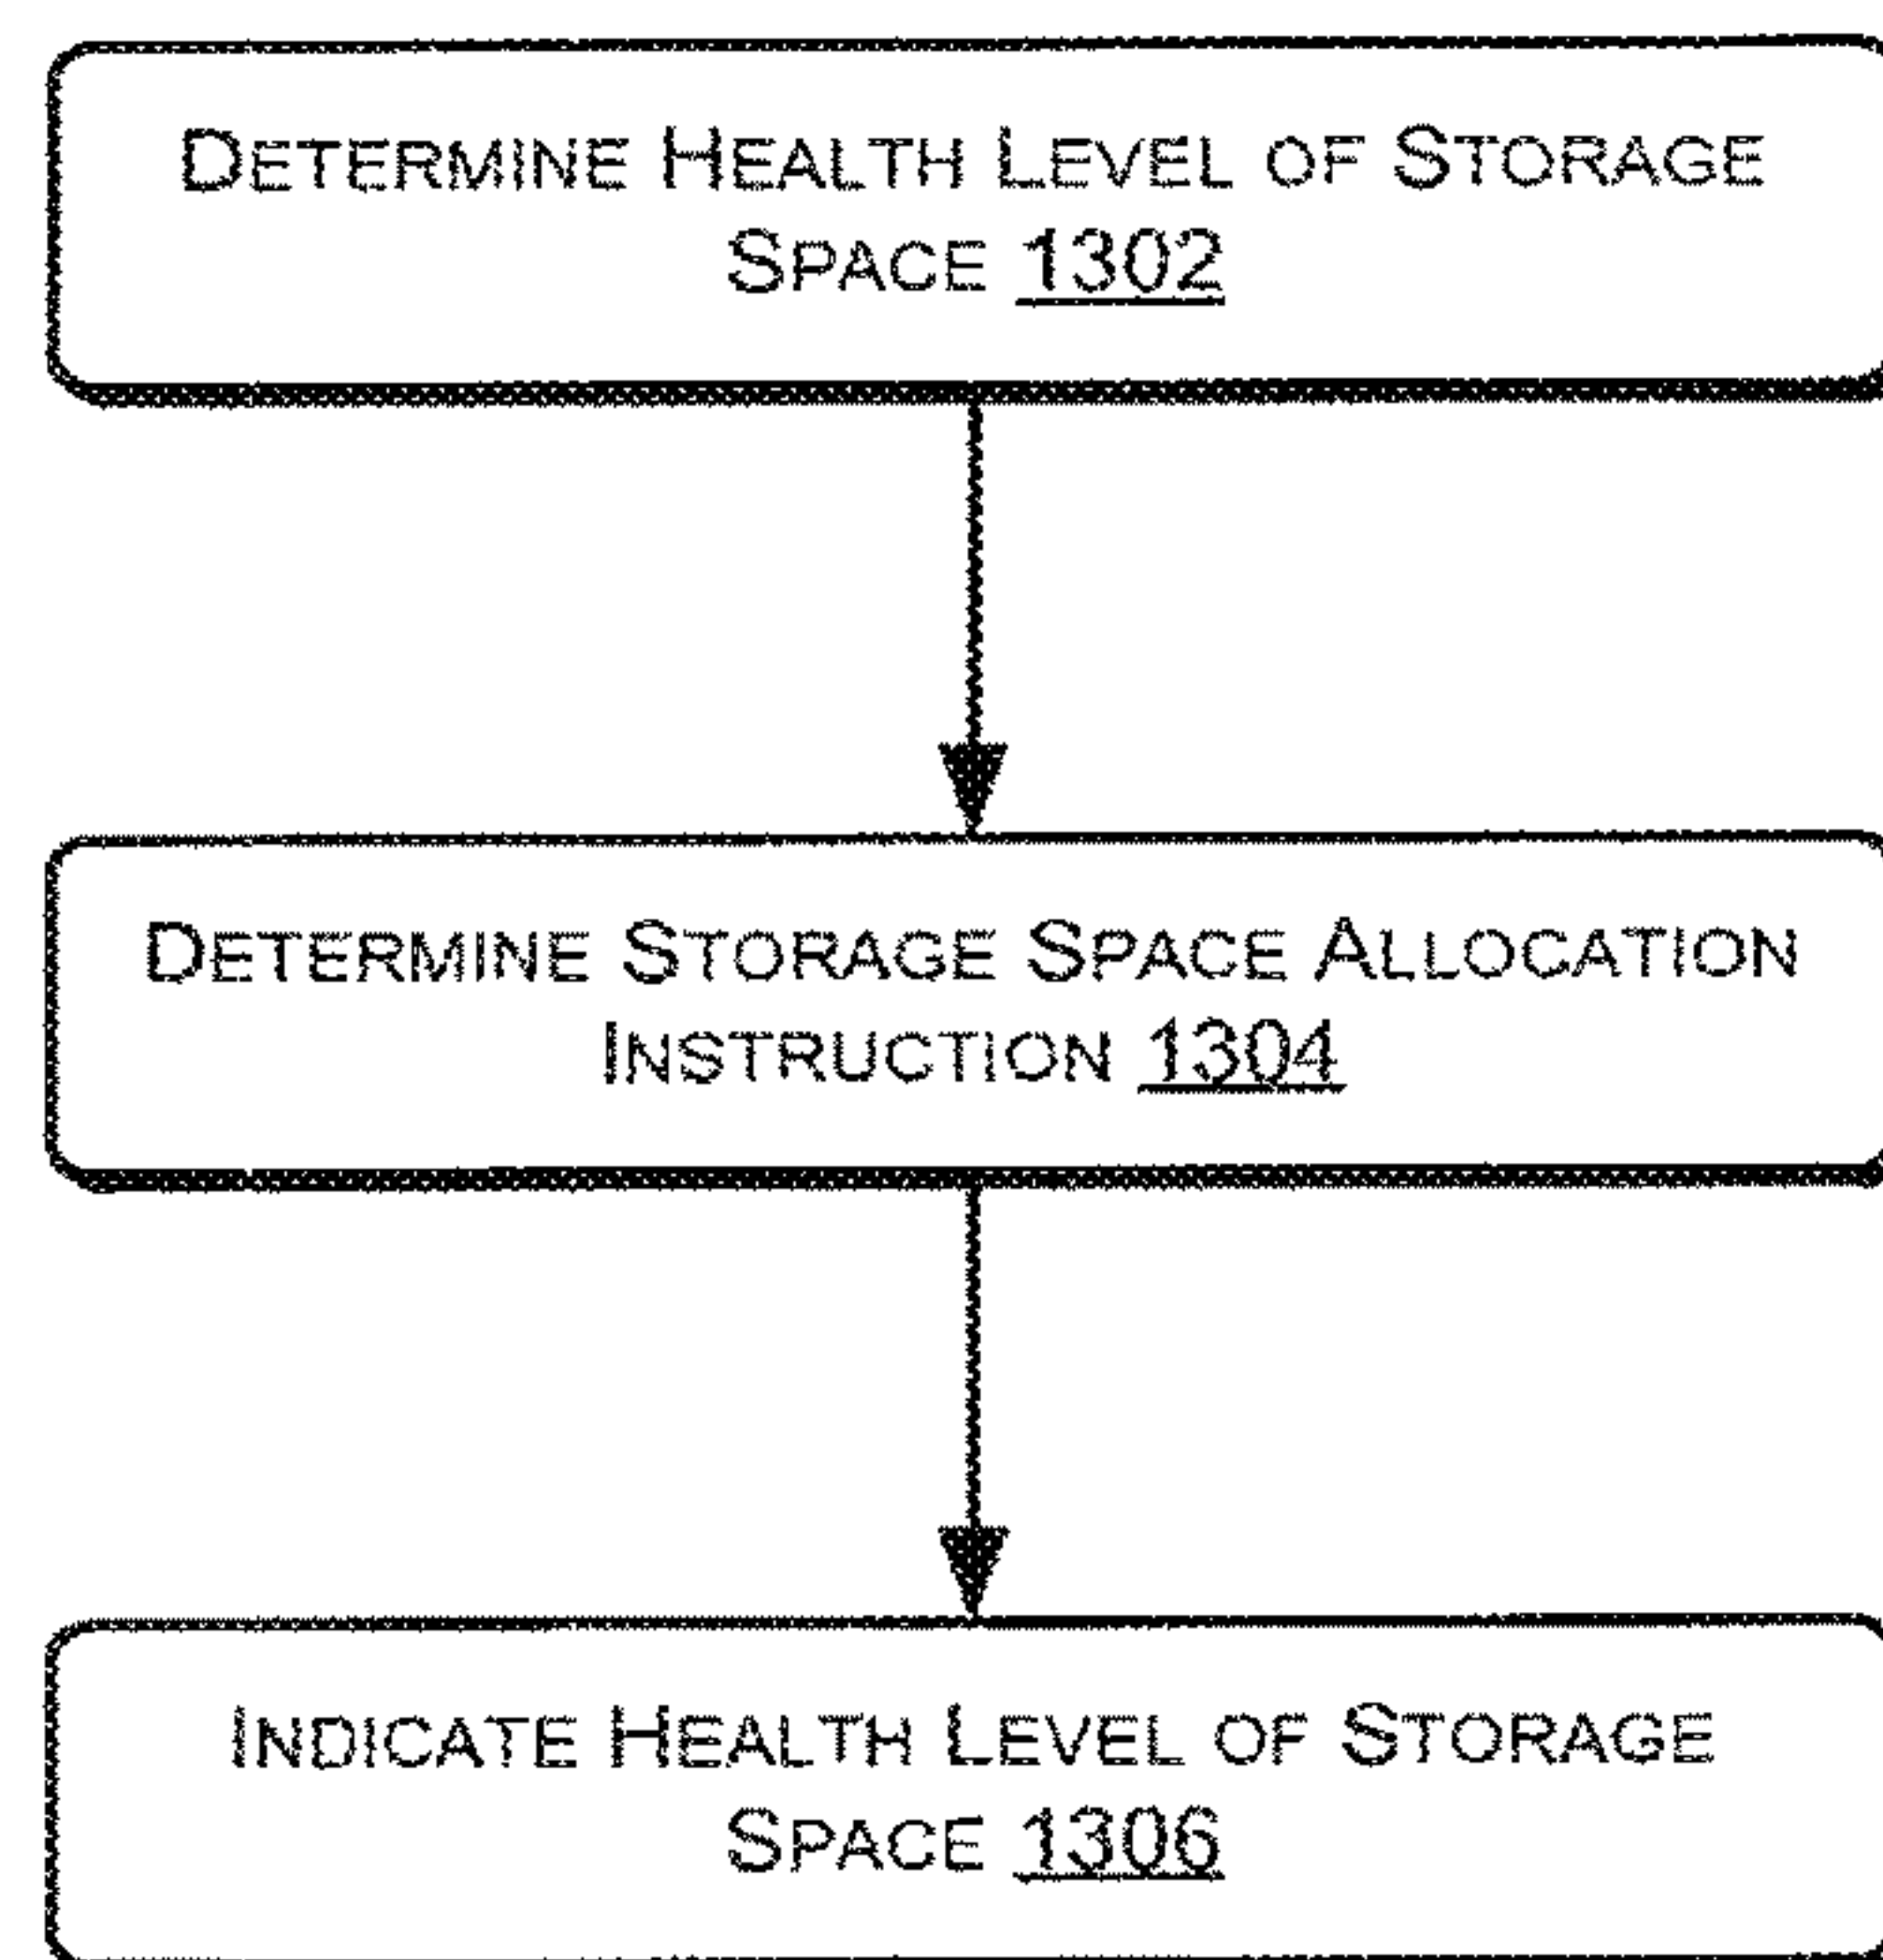 DETERMINE HEALTH LEVEL OF STORAGE
SPACE 1302
DETERMINE STORAGE SPACE ALLOCATION
INSTRUCTION 1304
INDICATE HEALTH LEVEL OF STORAGE
SPACE 1306